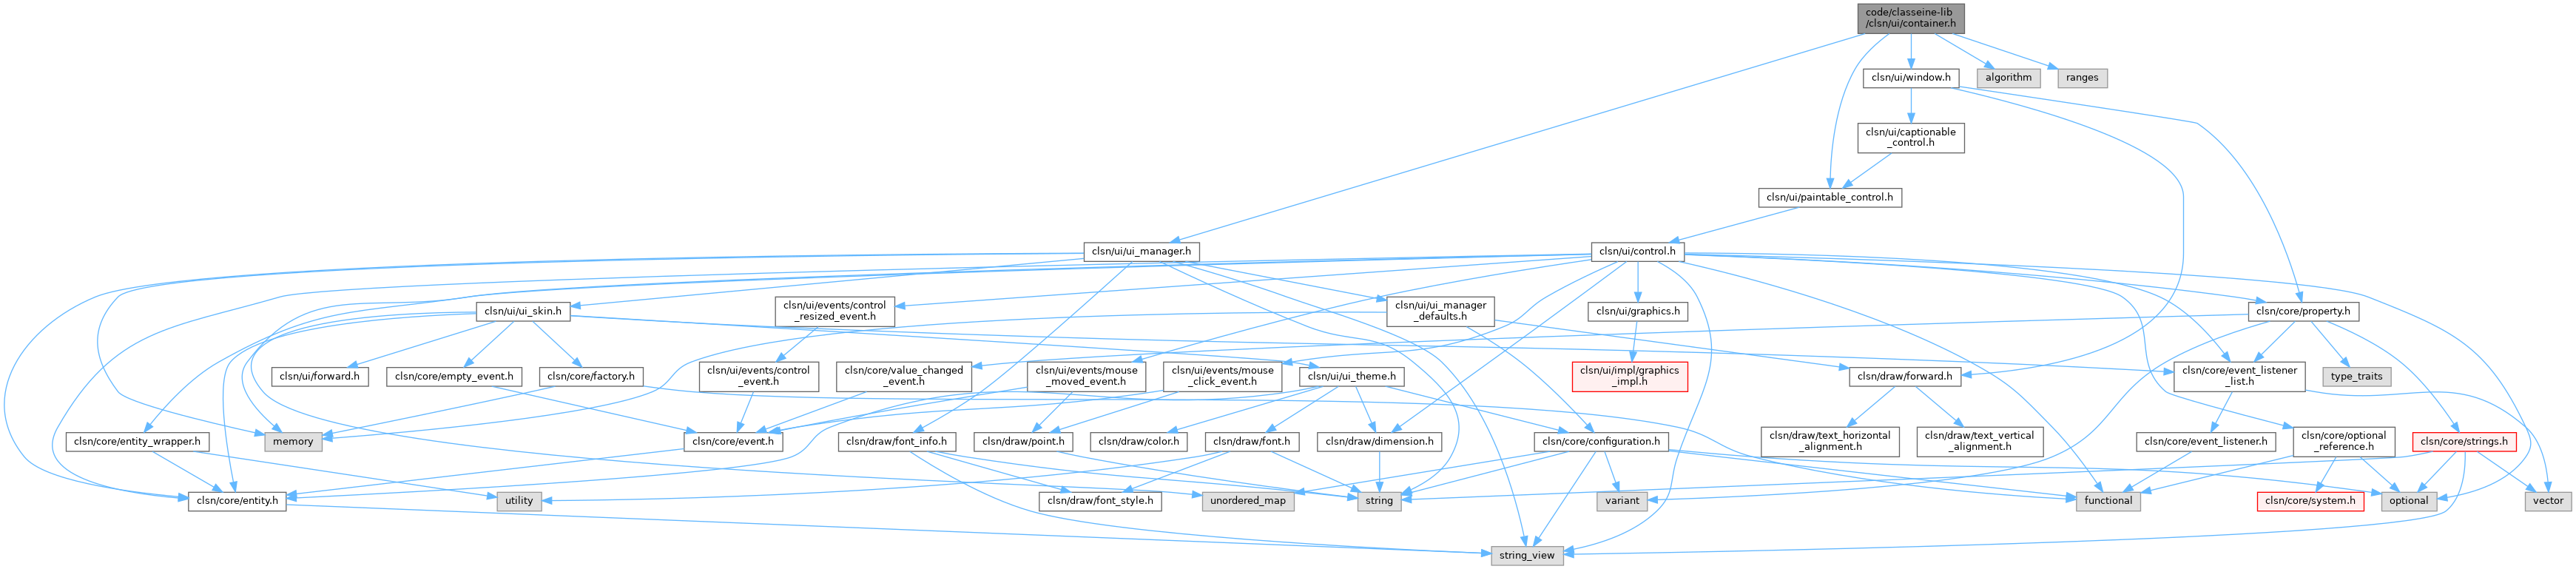 code/classeine-lib
/clsn/ui/container.h
clsn/ui/window.h
algorithm
ranges
clsn/ui/captionable
_control.h
clsn/ui/paintable_control.h
clsn/ui/ui_manager.h
clsn/ui/control.h
clsn/ui/ui_skin.h
clsn/ui/events/control
_resized_event.h
clsn/ui/ui_manager
_defaults.h
clsn/ui/graphics.h
clsn/core/property.h
clsn/ui/forward.h
clsn/core/empty_event.h
clsn/core/factory.h
clsn/ui/events/control
_event.h
clsn/core/value_changed
_event.h
clsn/ui/events/mouse
_moved_event.h
clsn/ui/events/mouse
_click_event.h
clsn/ui/ui_theme.h
clsn/ui/impl/graphics
_impl.h
clsn/draw/forward.h
clsn/core/event_listener
_list.h
type_traits
clsn/core/entity_wrapper.h
memory
clsn/core/event.h
clsn/draw/font_info.h
clsn/draw/point.h
clsn/draw/color.h
clsn/draw/font.h
clsn/draw/dimension.h
clsn/core/configuration.h
clsn/draw/text_horizontal
_alignment.h
clsn/draw/text_vertical
_alignment.h
clsn/core/event_listener.h
clsn/core/optional
_reference.h
clsn/core/strings.h
clsn/core/entity.h
utility
clsn/draw/font_style.h
unordered_map
string
variant
functional
clsn/core/system.h
optional
vector
string_view